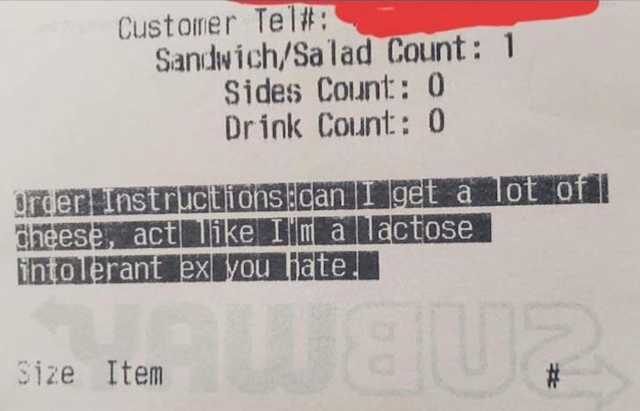 Customer Tel#:
Sandwich/Salad Count: 1
Sides Count: 0
Drink Count: 0
Order Instructions:can I get a lot of
cheese, act like I'm a lactose
intolerant ex you hate.
SUBWAY
Size Item #